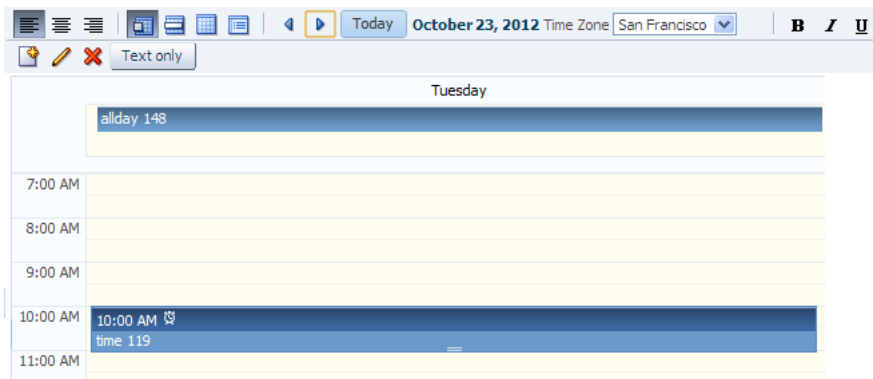 Today October 23, 2012 Time Zone San Francisco B I U
Text only
Tuesday
allday 148
7:00 AM
8:00 AM
9:00 AM
10:00 AM 10:00 AM
time 119
11:00 AM